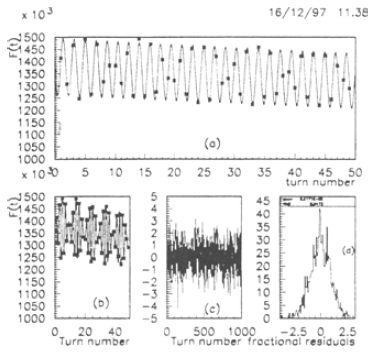 16/12/97 11.38
x 10³
F(t)
1500
1450
1400
1350
1300
1250
1200
1150
1100
1050
1000
(a)
0 5 10 15 20 25 30 35 40 45 50
turn number
x 10³
F(t)
1500
1450
1400
1350
1300
1250
1200
1150
1100
1050
1000
(b)
0 20 40
Turn number
5
4
3
2
1
0
-1
-2
-3
-4
-5
(c)
0 500 1000
Turn number
45
40
35
30
25
20
15
10
5
0
(d)
-2.5 0 2.5
fractional residuals